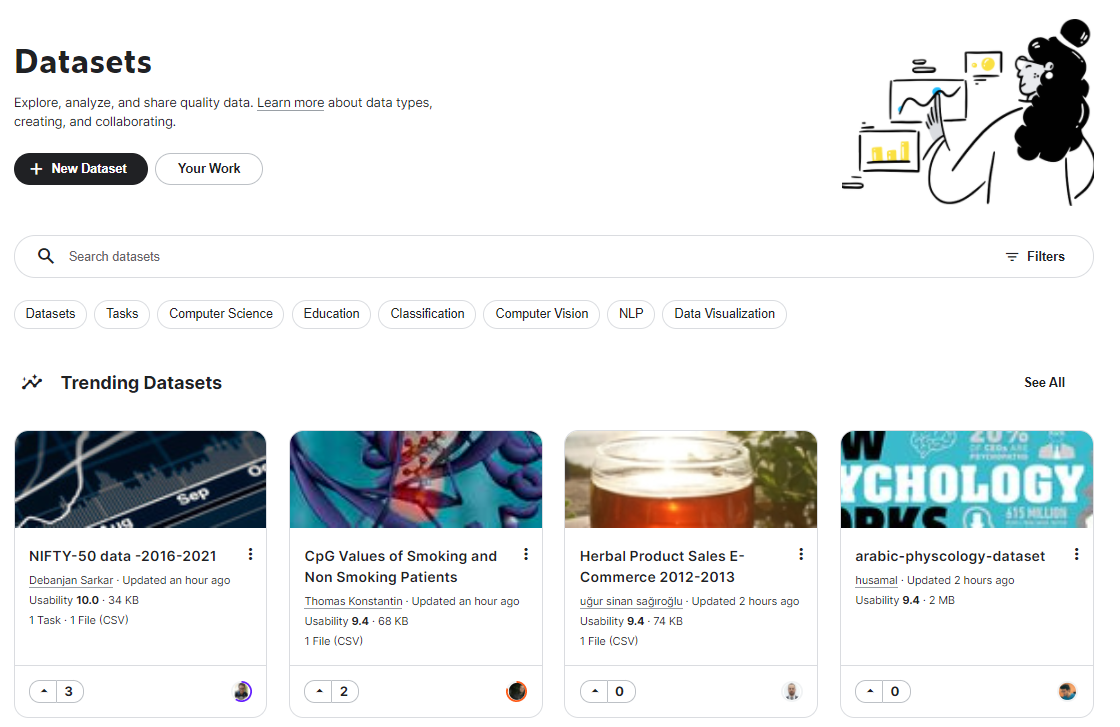 Datasets
Explore, analyze, and share quality data. Learn more about data types,
creating, and collaborating.
+ New Dataset
Your Work
Search datasets
Filters
Datasets
Tasks
Computer Science
Education
Classification
Computer Vision
NLP
Data Visualization
Trending Datasets
See All
Aug
Sep
NIFTY-50 data -2016-2021
Debanjan Sarkar · Updated an hour ago
Usability 10.0 · 34 KB
1 Task · 1 File (CSV)
3
CpG Values of Smoking and
Non Smoking Patients
Thomas Konstantin · Updated an hour ago
Usability 9.4 · 68 KB
1 File (CSV)
2
Herbal Product Sales E-
Commerce 2012-2013
uğur sinan sağıroğlu · Updated 2 hours ago
Usability 9.4 · 74 KB
1 File (CSV)
0
20%
OF CEOs ARE
PSYCHOPATHS
YCHOLOGY
$15 MILLION
arabic-physcology-dataset
husamal · Updated 2 hours ago
Usability 9.4 · 2 MB
0